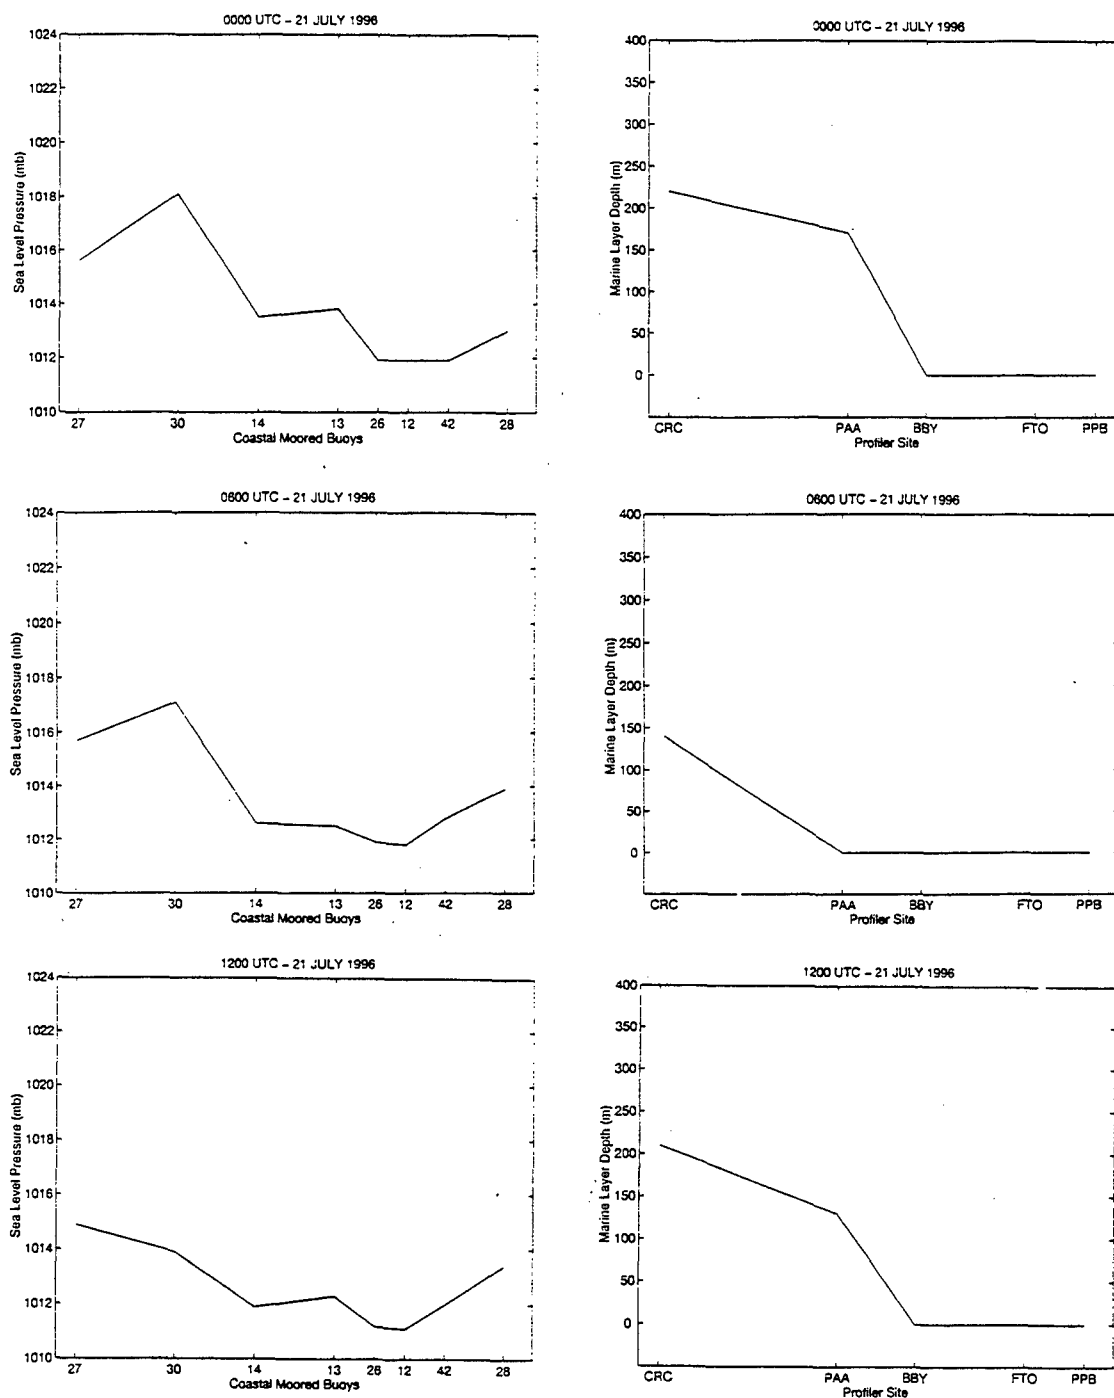 0000 UTC – 21 JULY 1996
1024
1022
1020
1018
1016
1014
1012
1010
Sea Level Pressure (mb)
27 30 14 13 26 12 42 28
Coastal Moored Buoys
0000 UTC – 21 JULY 1996
400
350
300
250
200
150
100
50
0
Marine Layer Depth (m)
CRC PAA BBY FTO PPB
Profiler Site
0600 UTC – 21 JULY 1996
1024
1022
1020
1018
1016
1014
1012
1010
Sea Level Pressure (mb)
27 30 14 13 26 12 42 28
Coastal Moored Buoys
0600 UTC – 21 JULY 1996
400
350
300
250
200
150
100
50
0
Marine Layer Depth (m)
CRC PAA BBY FTO PPB
Profiler Site
1200 UTC – 21 JULY 1996
1024
1022
1020
1018
1016
1014
1012
1010
Sea Level Pressure (mb)
27 30 14 13 26 12 42 28
Coastal Moored Buoys
1200 UTC – 21 JULY 1996
400
350
300
250
200
150
100
50
0
Marine Layer Depth (m)
CRC PAA BBY FTO PPB
Profiler Site